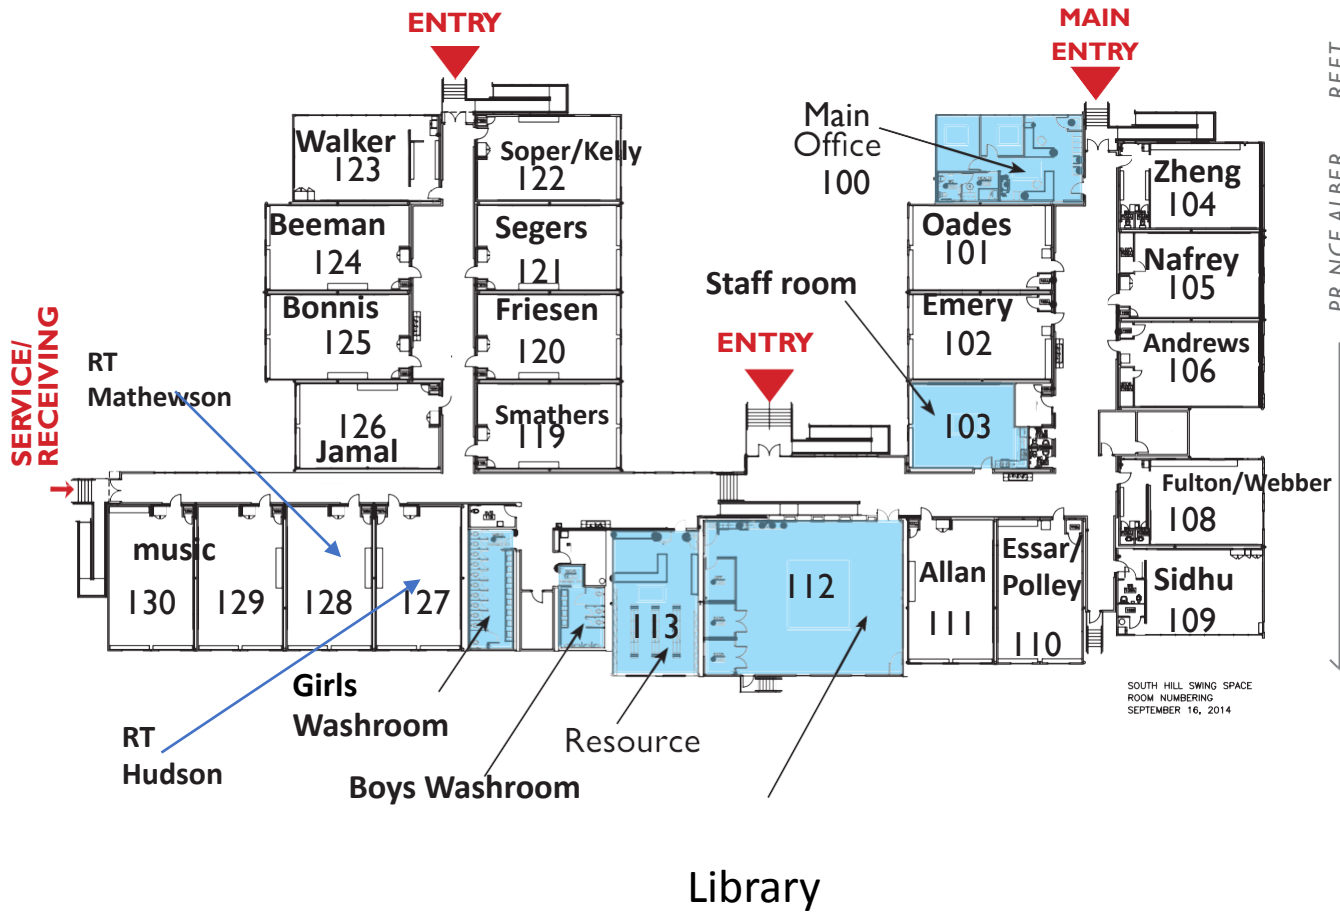 ENTRY
MAIN
ENTRY
Main
Office
100
Walker
123
Soper/Kelly
122
Zheng
104
Beeman
124
Segers
121
Oades
101
Nafrey
105
Staff room
Bonnis
125
Friesen
120
Emery
102
Andrews
106
ENTRY
SERVICE/
RECEIVING
RT
Mathewson
126
Jamal
Smathers
119
103
Fulton/Webber
108
music
130
129
128
127
113
112
Allan
111
Essar/
Polley
110
Sidhu
109
Girls
Washroom
RT
Hudson
Boys Washroom
Resource
SOUTH HILL SWING SPACE
ROOM NUMBERING
SEPTEMBER 16, 2014
Library